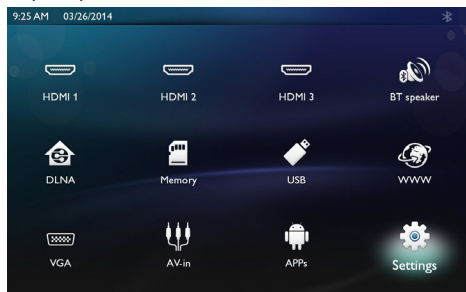 9:25 AM 03/26/2014
HDMI 1 HDMI 2 HDMI 3 BT speaker
DLNA Memory USB WWW
VGA AV-in APPs Settings